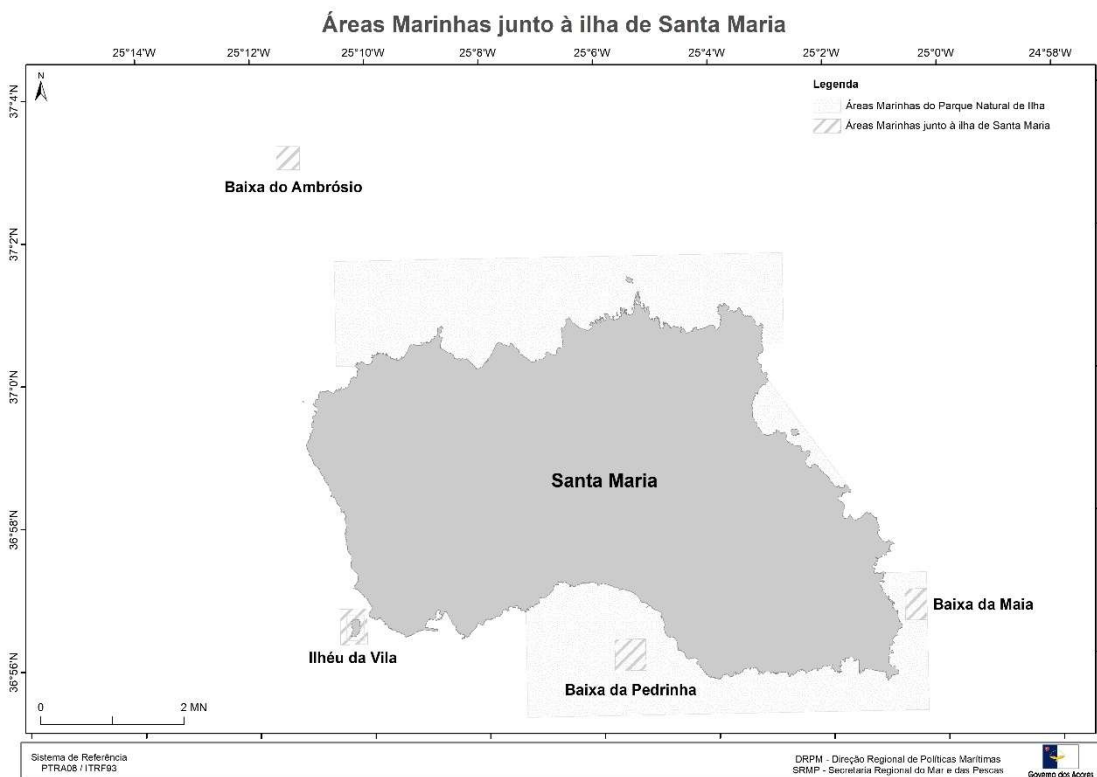 Áreas Marinhas junto à ilha de Santa Maria
25°14'W 25°12'W 25°10'W 25°8'W 25°6'W 25°4'W 25°2'W 25°0'W 24°58'W
N
37°4'N
37°2'N
37°0'N
36°58'N
36°56'N
Legenda
Áreas Marinhas do Parque Natural de Ilha
Áreas Marinhas junto à ilha de Santa Maria
Baixa do Ambrósio
Santa Maria
Baixa da Maia
Ilhéu da Vila
Baixa da Pedrinha
0 2 MN
Sistema de Referência
PTRA08 / ITRF93
DRPM - Direção Regional de Políticas Marítimas
SRMP - Secretaria Regional do Mar e das Pescas
Governo dos Açores